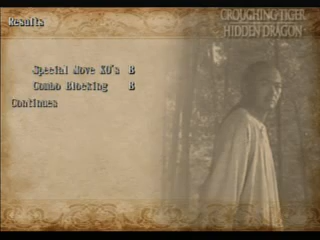 Results
CROUCHING TIGER
HIDDEN DRAGON
Special Move KO's B
Combo Blocking B
Continues